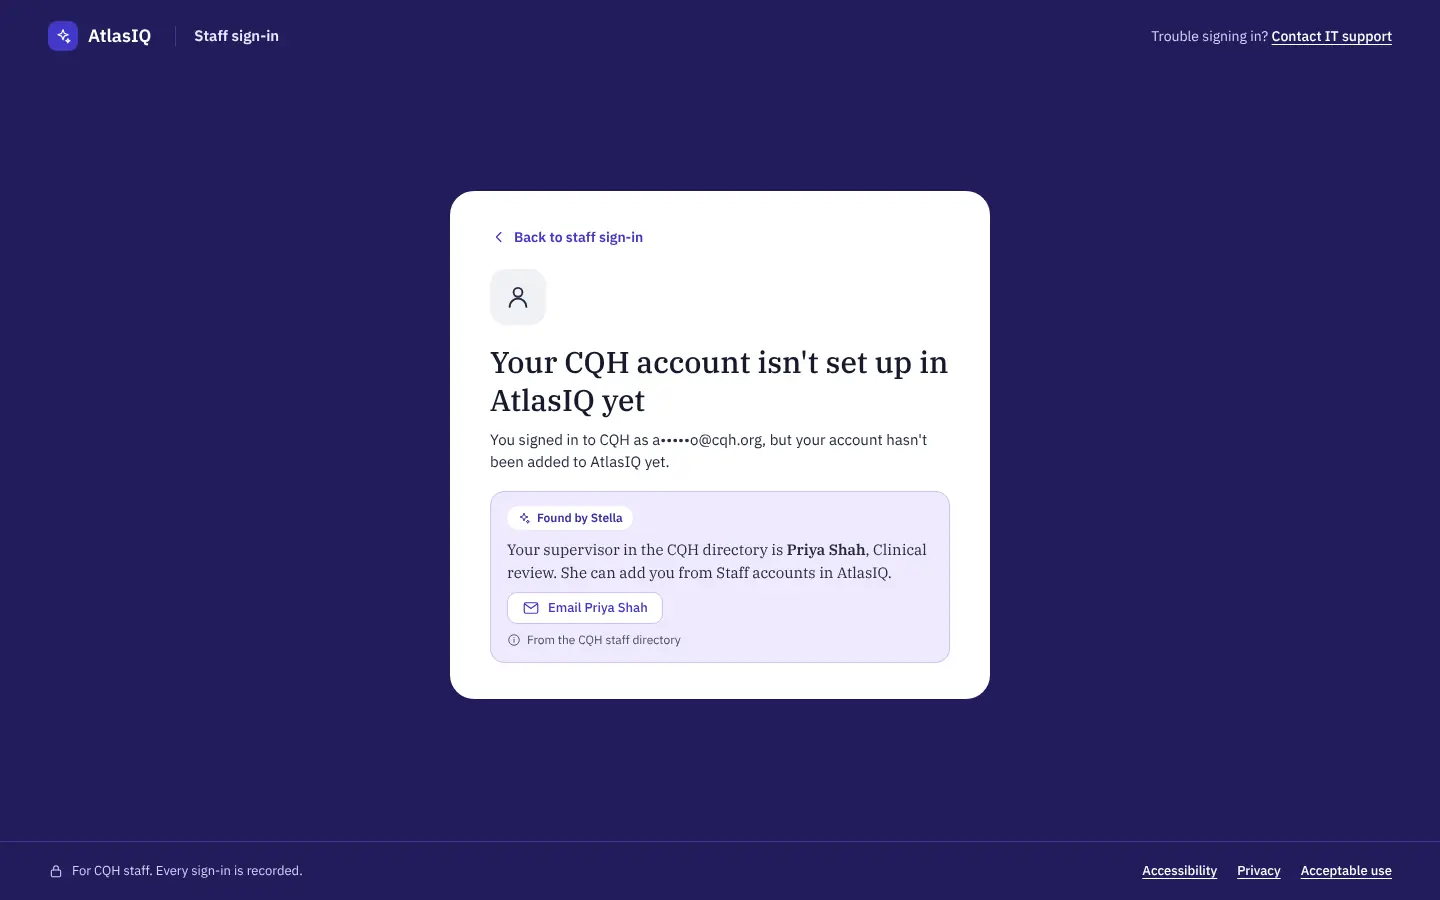 AtlasIQ
Staff sign-in
Trouble signing in? Contact IT support
Back to staff sign-in
Your CQH account isn't set up in
AtlasIQ yet
You signed in to CQH as a•••••o@cqh.org, but your account hasn't
been added to AtlasIQ yet.
Found by Stella
Your supervisor in the CQH directory is Priya Shah, Clinical
review. She can add you from Staff accounts in AtlasIQ.
Email Priya Shah
From the CQH staff directory
For CQH staff. Every sign-in is recorded.
Accessibility
Privacy
Acceptable use